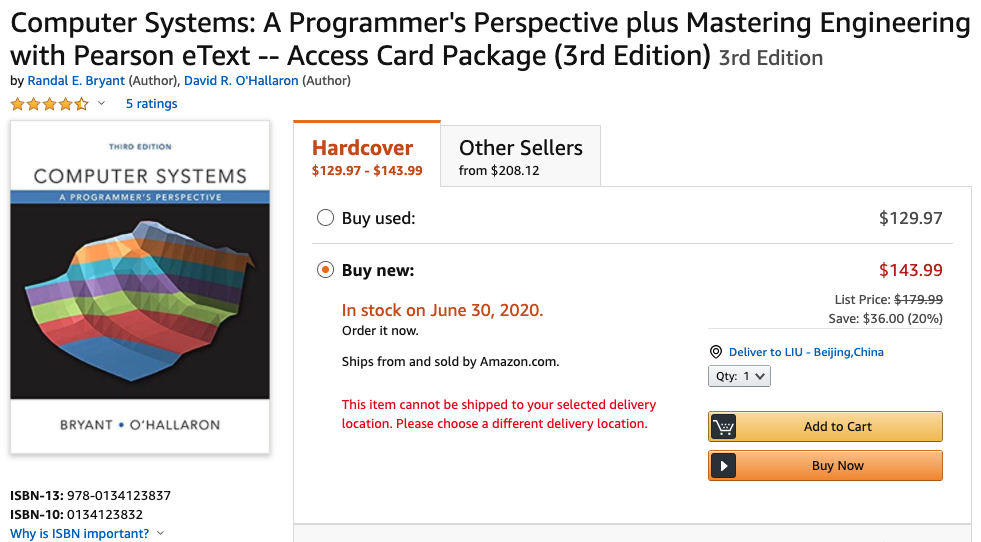 Computer Systems: A Programmer's Perspective plus Mastering Engineering
with Pearson eText -- Access Card Package (3rd Edition) 3rd Edition
by Randal E. Bryant (Author), David R. O'Hallaron (Author)
5 ratings
THIRD EDITION
COMPUTER SYSTEMS
A PROGRAMMER'S PERSPECTIVE
BRYANT • O'HALLARON
ISBN-13: 978-0134123837
ISBN-10: 0134123832
Why is ISBN important?
Hardcover
$129.97 - $143.99
Other Sellers
from $208.12
Buy used: $129.97
Buy new: $143.99
List Price: $179.99
Save: $36.00 (20%)
In stock on June 30, 2020.
Order it now.
Ships from and sold by Amazon.com.
This item cannot be shipped to your selected delivery
location. Please choose a different delivery location.
Deliver to LIU - Beijing,China
Qty: 1
Add to Cart
Buy Now